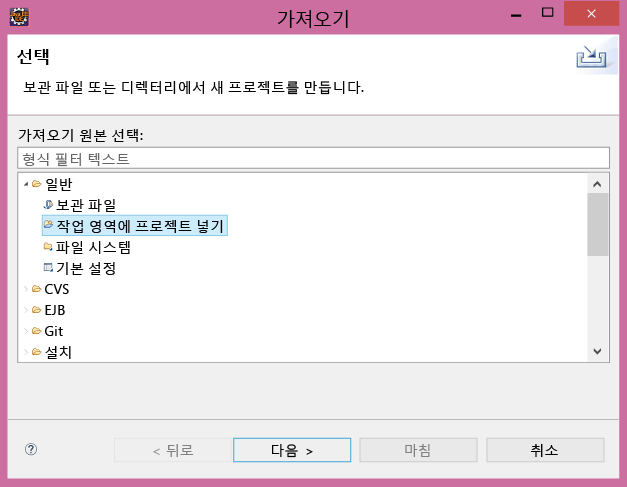 가져오기
선택
보관 파일 또는 디렉터리에서 새 프로젝트를 만듭니다.
가져오기 원본 선택:
형식 필터 텍스트
일반
보관 파일
작업 영역에 프로젝트 넣기
파일 시스템
기본 설정
CVS
EJB
Git
설치
< 뒤로
다음 >
마침
취소